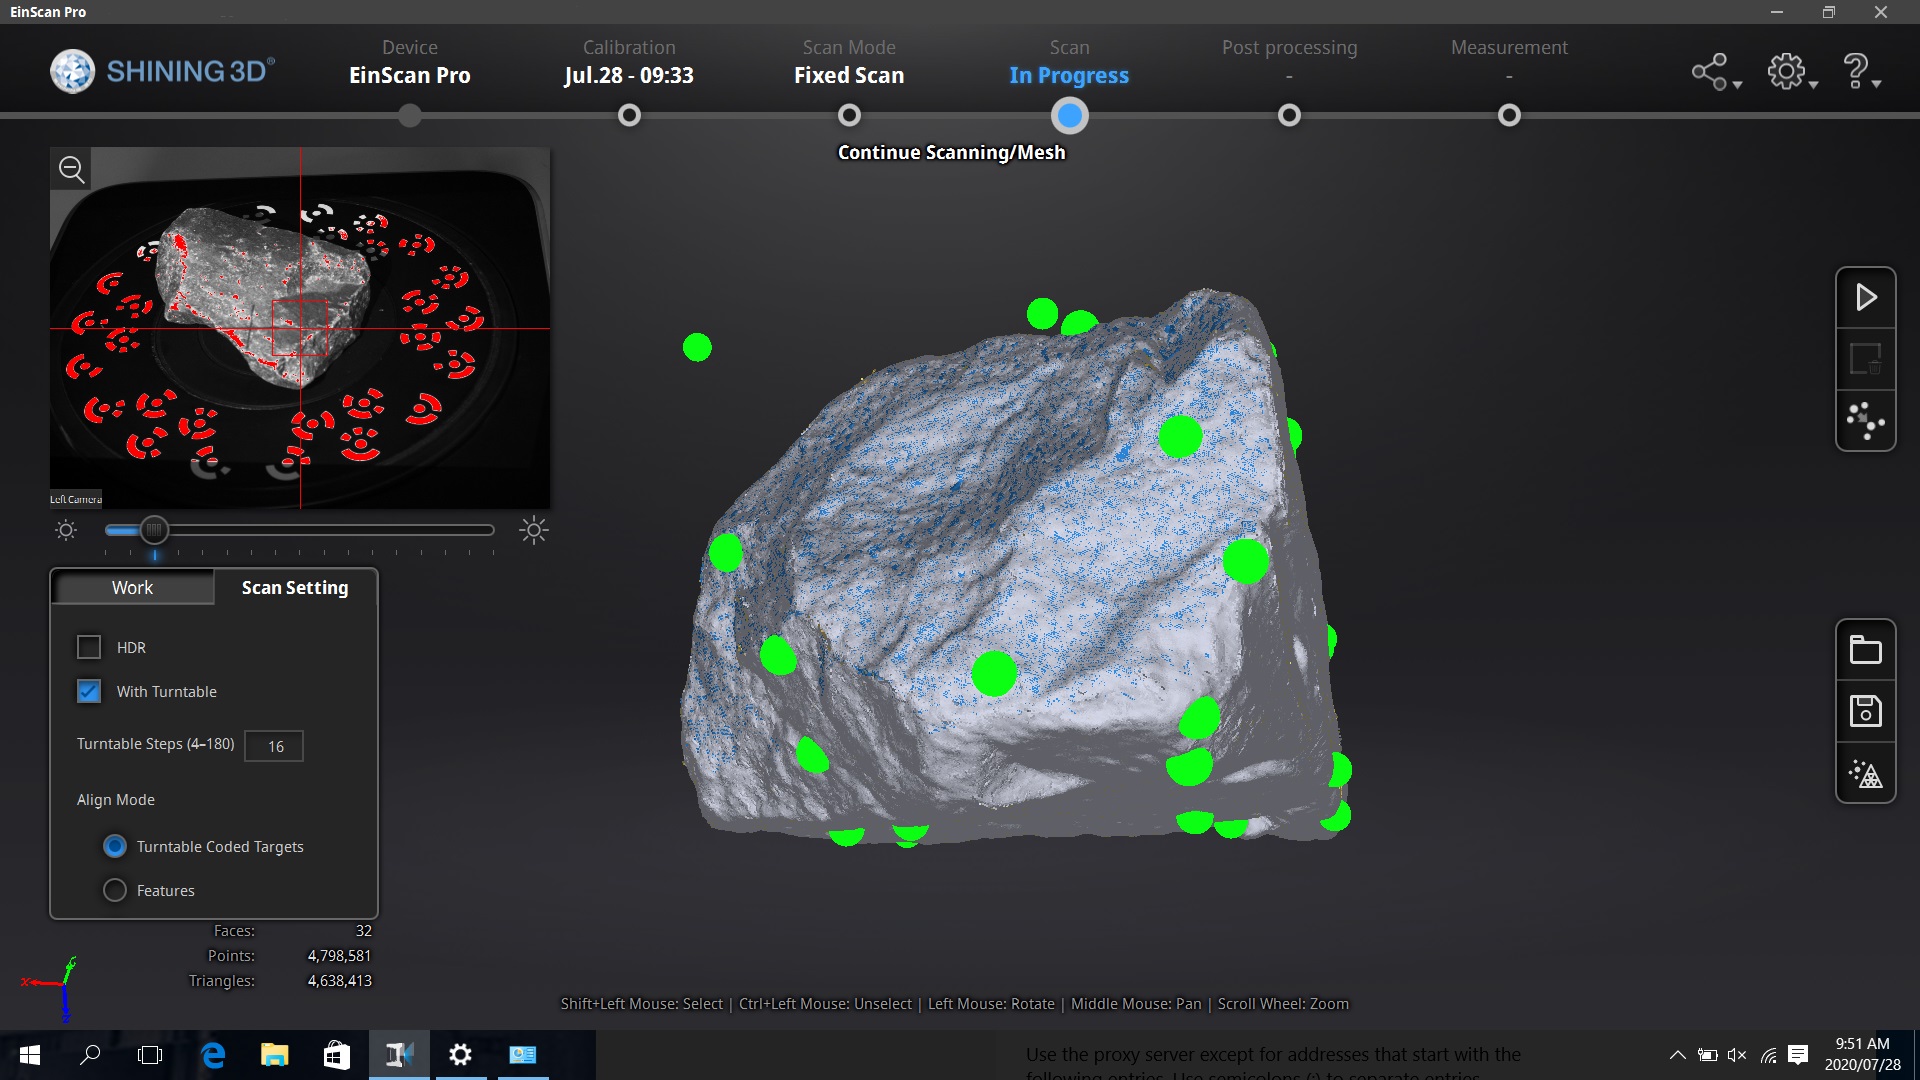 EinScan Pro
SHINING 3D®
Device
EinScan Pro
Calibration
Jul.28 - 09:33
Scan Mode
Fixed Scan
Scan
In Progress
Post processing
-
Measurement
-
Continue Scanning/Mesh
Left Camera
Work
Scan Setting
HDR
With Turntable
Turntable Steps (4–180) 16
Align Mode
Turntable Coded Targets
Features
Faces: 32
Points: 4,798,581
Triangles: 4,638,413
Shift+Left Mouse: Select | Ctrl+Left Mouse: Unselect | Left Mouse: Rotate | Middle Mouse: Pan | Scroll Wheel: Zoom
Use the proxy server except for addresses that start with the
following entries. Use semicolons (;) to separate entries.
9:51 AM
2020/07/28